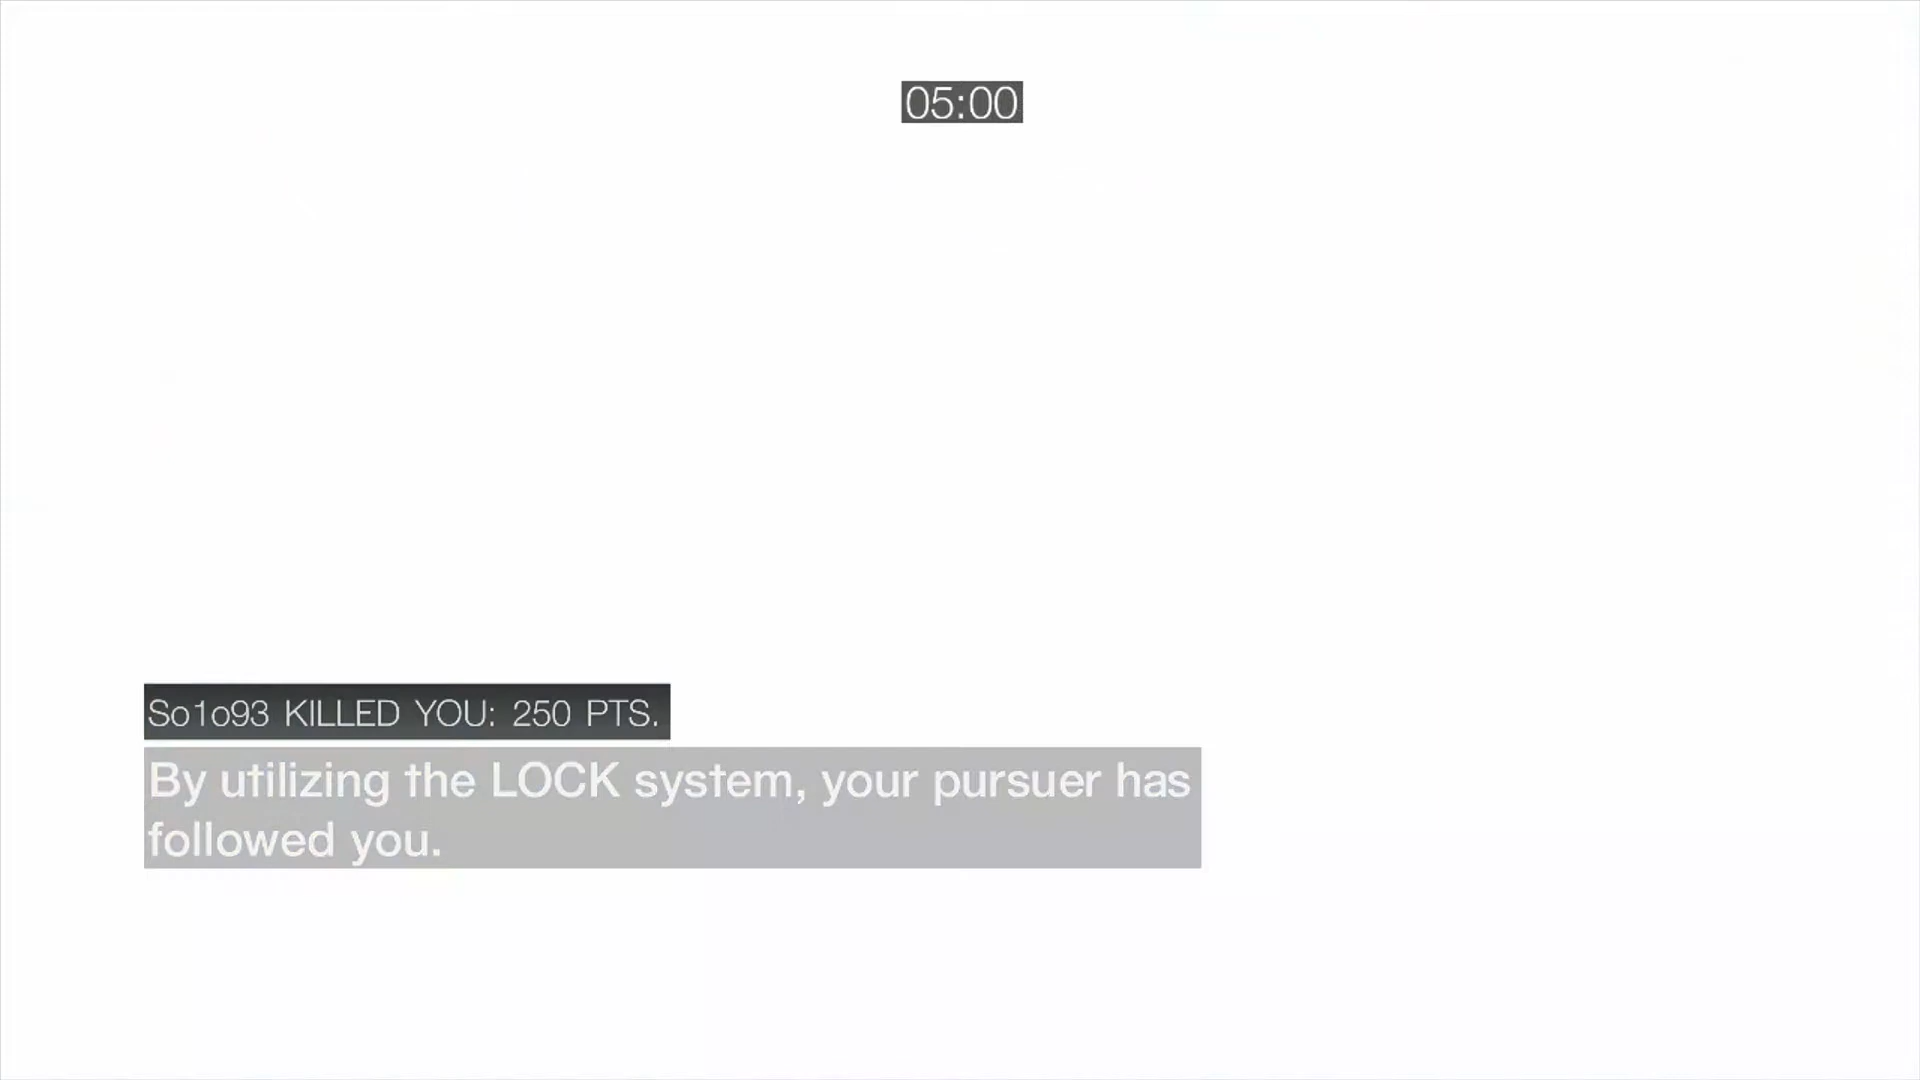 05:00
So1o93 KILLED YOU: 250 PTS.
By utilizing the LOCK system, your pursuer has
followed you.